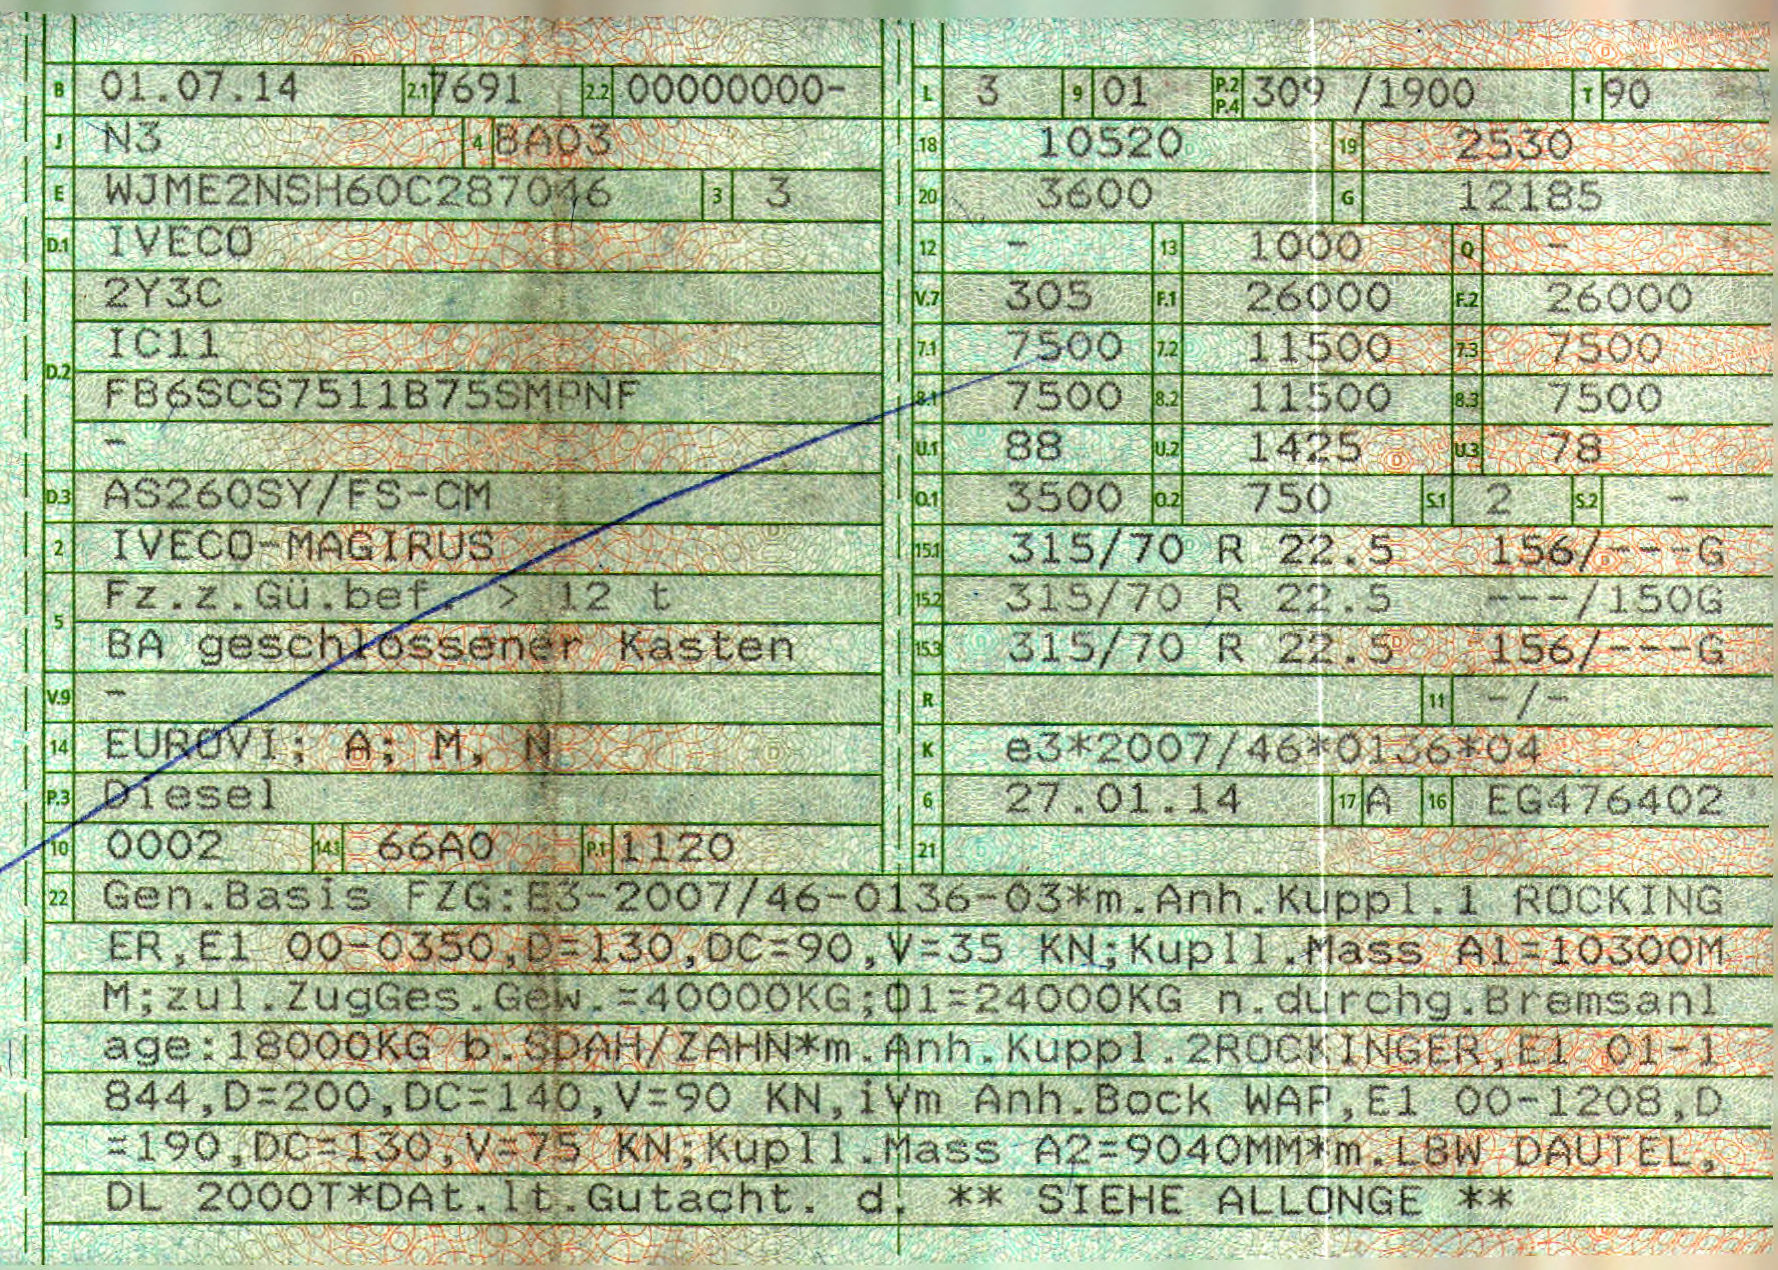 B 01.07.14 2.1 7691 2.2 00000000-
J N3 4 BA03
E WJME2NSH60C287046 3 3
D.1 IVECO
2Y3C
D.2 IC11
FB6SCS7511B75SMPNF
-
D.3 AS260SY/FS-CM
2 IVECO-MAGIRUS
5 Fz.z.Gü.bef. > 12 t
BA geschlossener Kasten
V.9 -
14 EUROVI; A; M, N
P.3 Diesel
10 0002 14.1 66A0 P.1 1120
L 3 9 01 P.2 P.4 309 /1900 T 90
18 10520 19 2530
20 3600 G 12185
12 - 13 1000 Q -
V.7 305 F.1 26000 F.2 26000
7.1 7500 7.2 11500 7.3 7500
8.1 7500 8.2 11500 8.3 7500
U.1 88 U.2 1425 U.3 78
O.1 3500 O.2 750 S.1 2 S.2 -
15.1 315/70 R 22.5 156/---G
15.2 315/70 R 22.5 ---/150G
15.3 315/70 R 22.5 156/---G
R 11 -/-
K e3*2007/46*0136*04
6 27.01.14 17 A 16 EG476402
21
22 Gen.Basis FZG:E3-2007/46-0136-03*m.Anh.Kuppl.1 ROCKING
ER,E1 00-0350,D=130,DC=90,V=35 KN;Kupll.Mass A1=10300M
M;zul.ZugGes.Gew.=40000KG;O1=24000KG n.durchg.Bremsanl
age:18000KG b.SDAH/ZAHN*m.Anh.Kuppl.2ROCKINGER,E1 01-1
844,D=200,DC=140,V=90 KN,iVm Anh.Bock WAP,E1 00-1208,D
=190,DC=130,V=75 KN;Kupll.Mass A2=9040MM*m.LBW DAUTEL,
DL 2000T*DAt.lt.Gutacht. d. ** SIEHE ALLONGE **